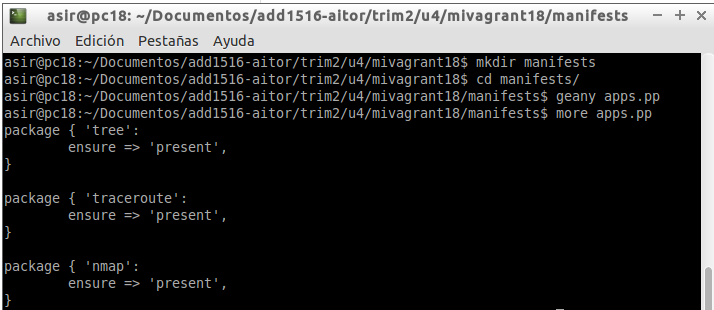 asir@pc18: ~/Documentos/add1516-aitor/trim2/u4/mivagrant18/manifests
Archivo Edición Pestañas Ayuda
asir@pc18:~/Documentos/add1516-aitor/trim2/u4/mivagrant18$ mkdir manifests
asir@pc18:~/Documentos/add1516-aitor/trim2/u4/mivagrant18$ cd manifests/
asir@pc18:~/Documentos/add1516-aitor/trim2/u4/mivagrant18/manifests$ geany apps.pp
asir@pc18:~/Documentos/add1516-aitor/trim2/u4/mivagrant18/manifests$ more apps.pp
package { 'tree':
        ensure => 'present',
}

package { 'traceroute':
        ensure => 'present',
}

package { 'nmap':
        ensure => 'present',
}